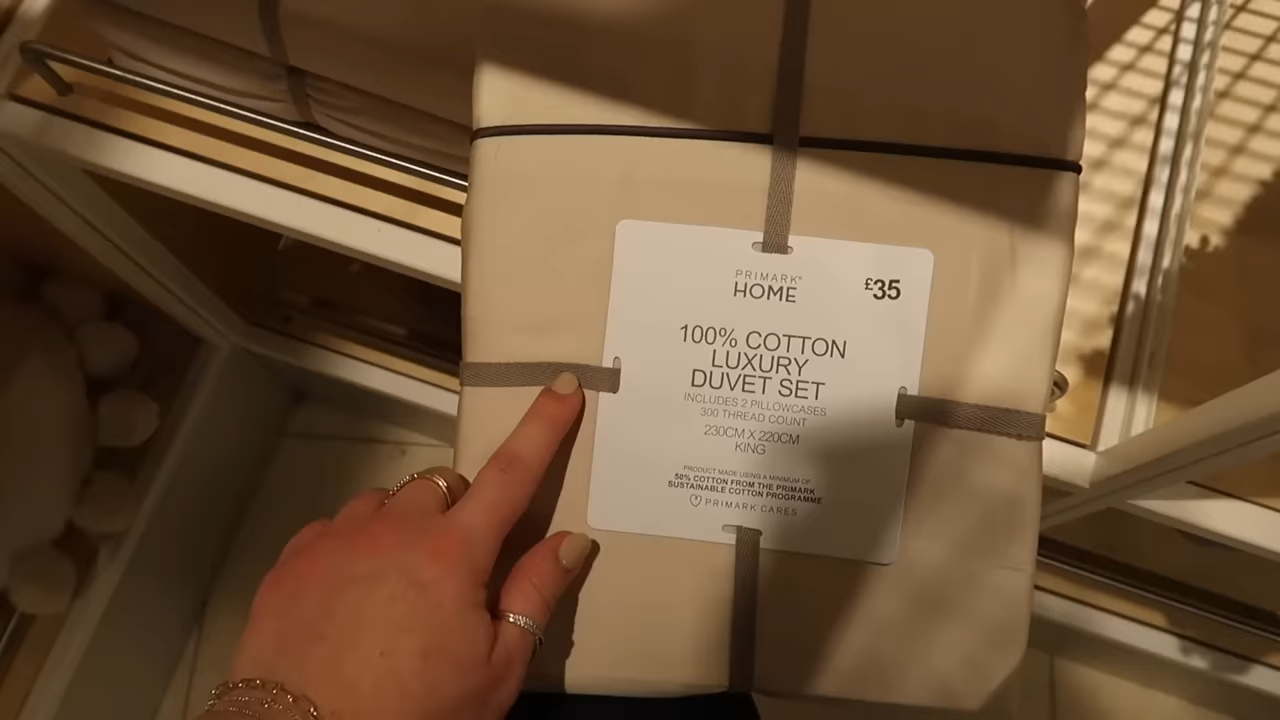 PRIMARK®
HOME
£35
100% COTTON
LUXURY
DUVET SET
INCLUDES 2 PILLOWCASES
300 THREAD COUNT
230CM X 220CM
KING
PRODUCT MADE USING A MINIMUM OF
50% COTTON FROM THE PRIMARK
SUSTAINABLE COTTON PROGRAMME
PRIMARK CARES